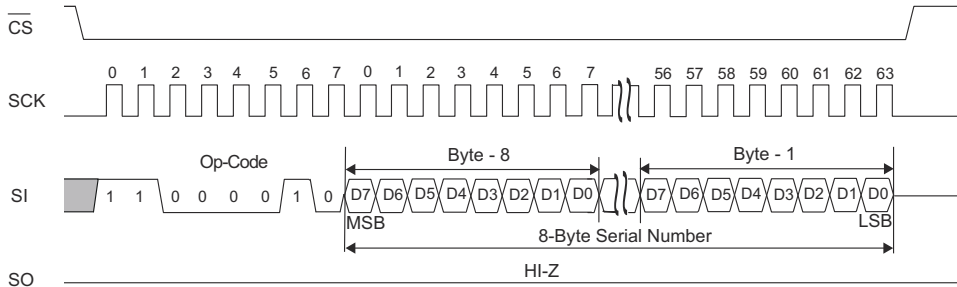 CS
0 1 2 3 4 5 6 7 0 1 2 3 4 5 6 7 56 57 58 59 60 61 62 63
SCK
Op-Code Byte - 8 Byte - 1
SI 1 1 0 0 0 0 1 0 D7 D6 D5 D4 D3 D2 D1 D0 D7 D6 D5 D4 D3 D2 D1 D0
MSB LSB
8-Byte Serial Number
SO HI-Z